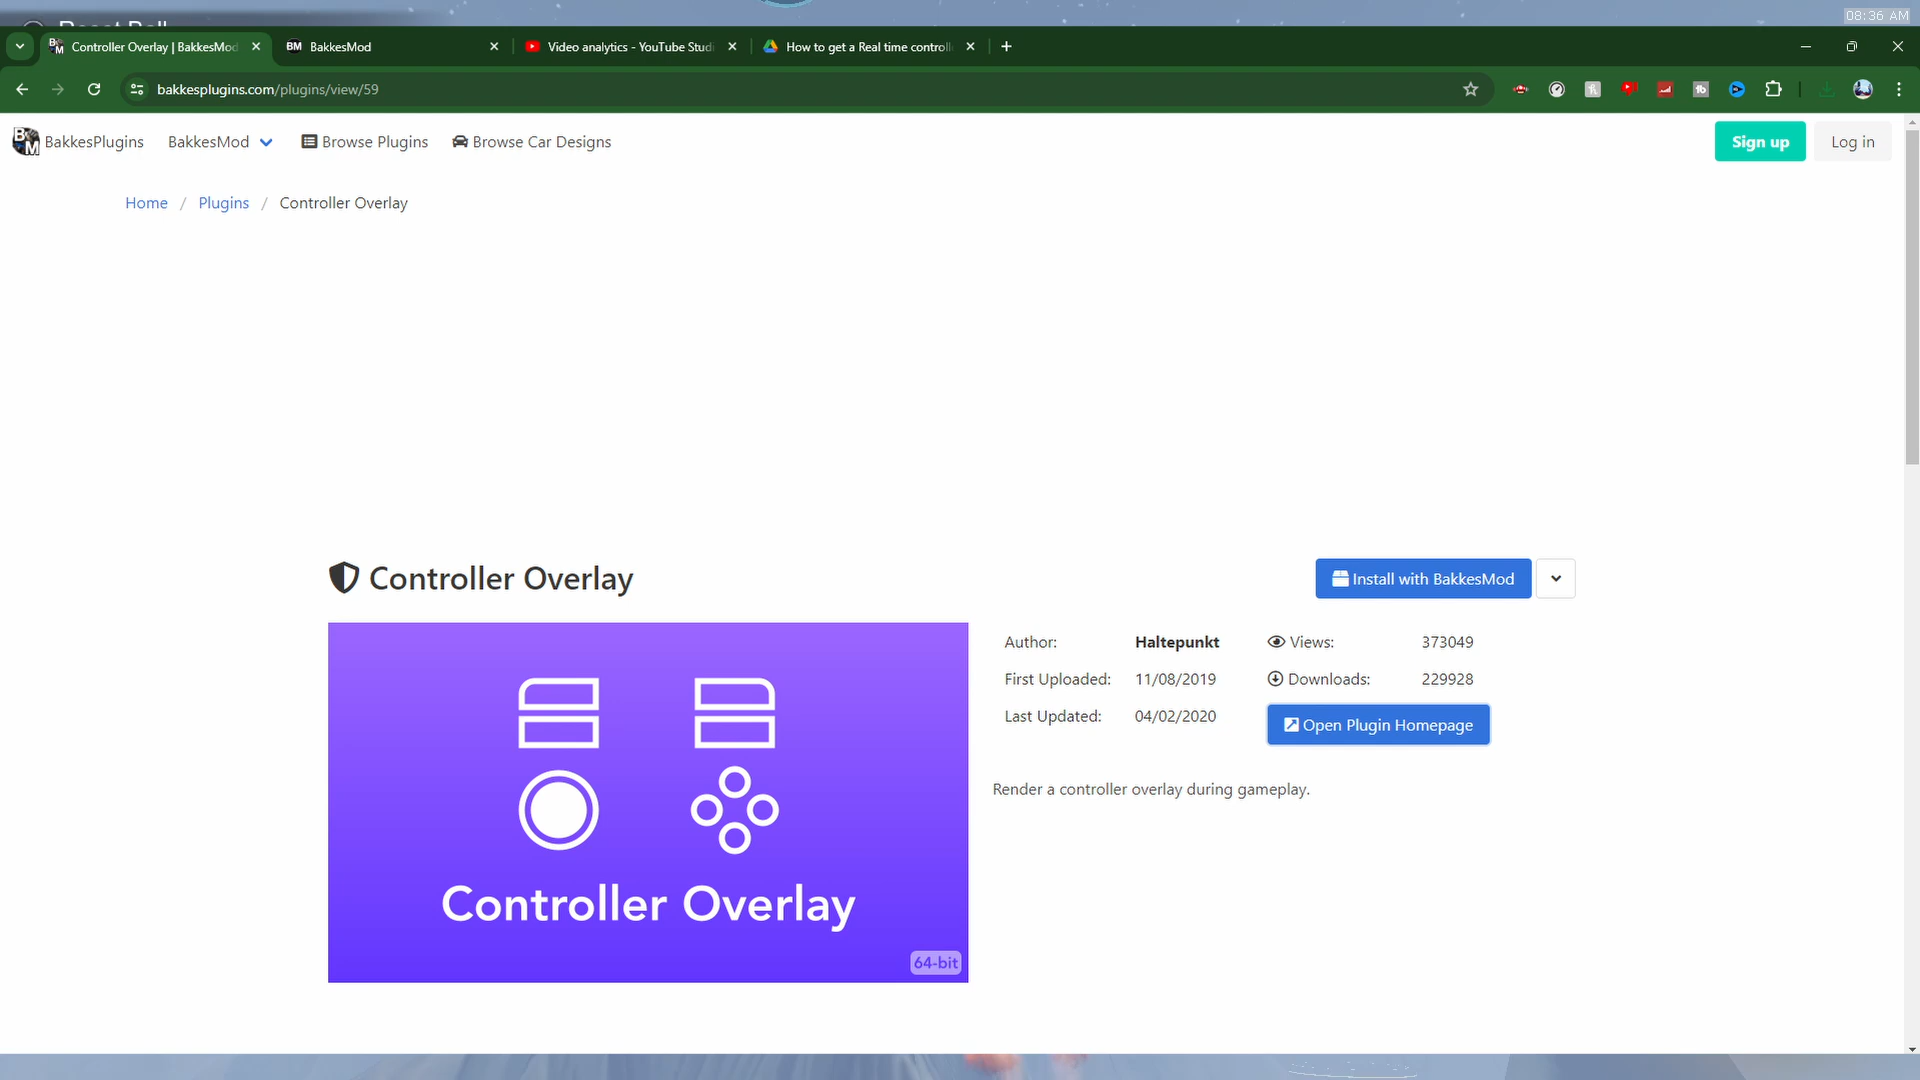 08:36 AM
Controller Overlay | BakkesMod
BM BakkesMod
Video analytics - YouTube Studi
How to get a Real time controll
bakkesplugins.com/plugins/view/59
BM BakkesPlugins
BakkesMod
Browse Plugins
Browse Car Designs
Sign up
Log in
Home / Plugins / Controller Overlay
Controller Overlay
Install with BakkesMod
Author: Haltepunkt
Views: 373049
First Uploaded: 11/08/2019
Downloads: 229928
Last Updated: 04/02/2020
Open Plugin Homepage
Render a controller overlay during gameplay.
Controller Overlay
64-bit